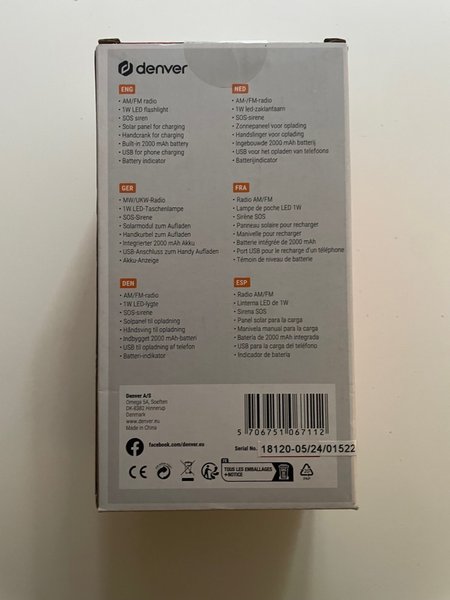 denver
ENG
• AM/FM radio
• 1W LED flashlight
• SOS siren
• Solar panel for charging
• Handcrank for charging
• Built-in 2000 mAh battery
• USB for phone charging
• Battery indicator
NED
• AM-/FM-radio
• 1W led-zaklantaarn
• SOS-sirene
• Zonnepaneel voor oplading
• Handslinger voor oplading
• Ingebouwde 2000 mAh batterij
• USB voor het opladen van telefoons
• Batterijindicator
GER
• MW/UKW-Radio
• 1W LED-Taschenlampe
• SOS-Sirene
• Solarmodul zum Aufladen
• Handkurbel zum Aufladen
• Integrierter 2000 mAh Akku
• USB-Anschluss zum Handy Aufladen
• Akku-Anzeige
FRA
• Radio AM/FM
• Lampe de poche LED 1W
• Sirène SOS
• Panneau solaire pour recharger
• Manivelle pour recharger
• Batterie intégrée de 2000 mAh
• Port USB pour le recharge d'un téléphone
• Témoin de niveau de batterie
DEN
• AM/FM-radio
• 1W LED-lygte
• SOS-sirene
• Solpanel til opladning
• Håndsving til opladning
• Indbygget 2000 mAh-batteri
• USB til opladning af telefon
• Batteri-indikator
ESP
• Radio AM/FM
• Linterna LED de 1W
• Sirena SOS
• Panel solar para la carga
• Manivela manual para la carga
• Batería de 2000 mAh integrada
• USB para la carga del teléfono
• Indicador de batería
Denver A/S
Omega 5A, Soeften
DK-8382 Hinnerup
Denmark
www.denver.eu
Made in China
facebook.com/denver.eu
5 706751 067112
Serial No. 18120-05/24/01522
CE
FR
TOUS LES EMBALLAGES
+NOTICE
PAP